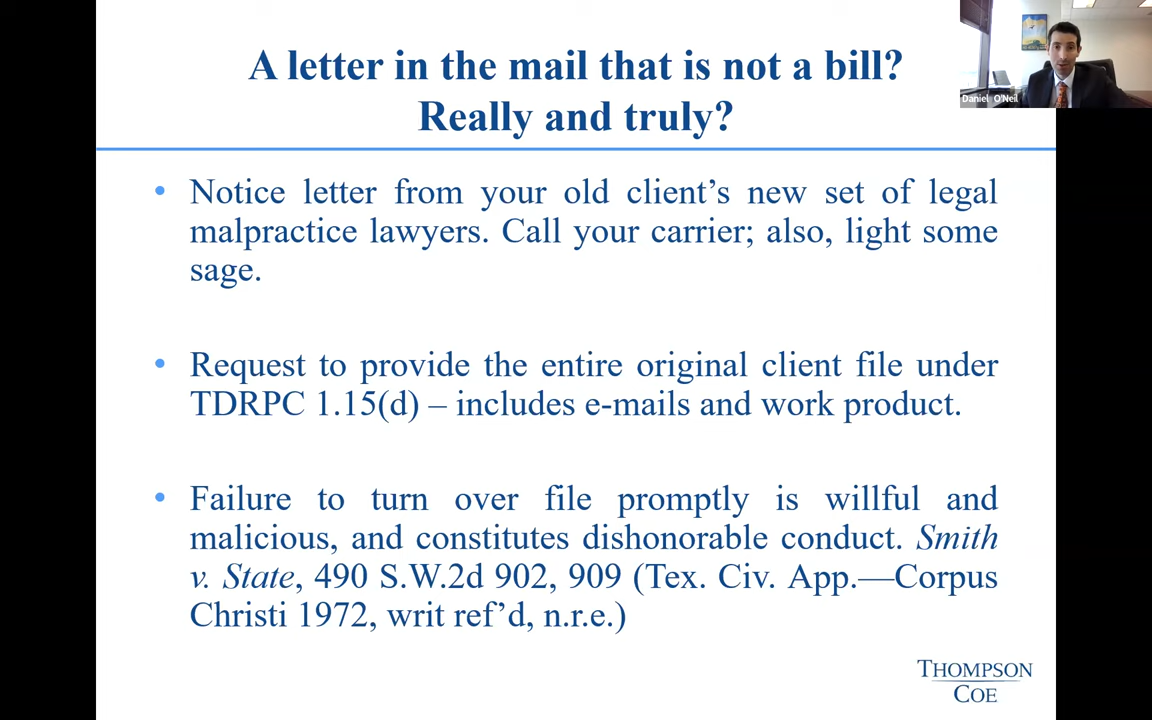 A letter in the mail that is not a bill?
Really and truly?
Daniel O'Neil
• Notice letter from your old client’s new set of legal
malpractice lawyers. Call your carrier; also, light some
sage.
• Request to provide the entire original client file under
TDRPC 1.15(d) – includes e-mails and work product.
• Failure to turn over file promptly is willful and
malicious, and constitutes dishonorable conduct. Smith
v. State, 490 S.W.2d 902, 909 (Tex. Civ. App.—Corpus
Christi 1972, writ ref’d, n.r.e.)
THOMPSON
COE